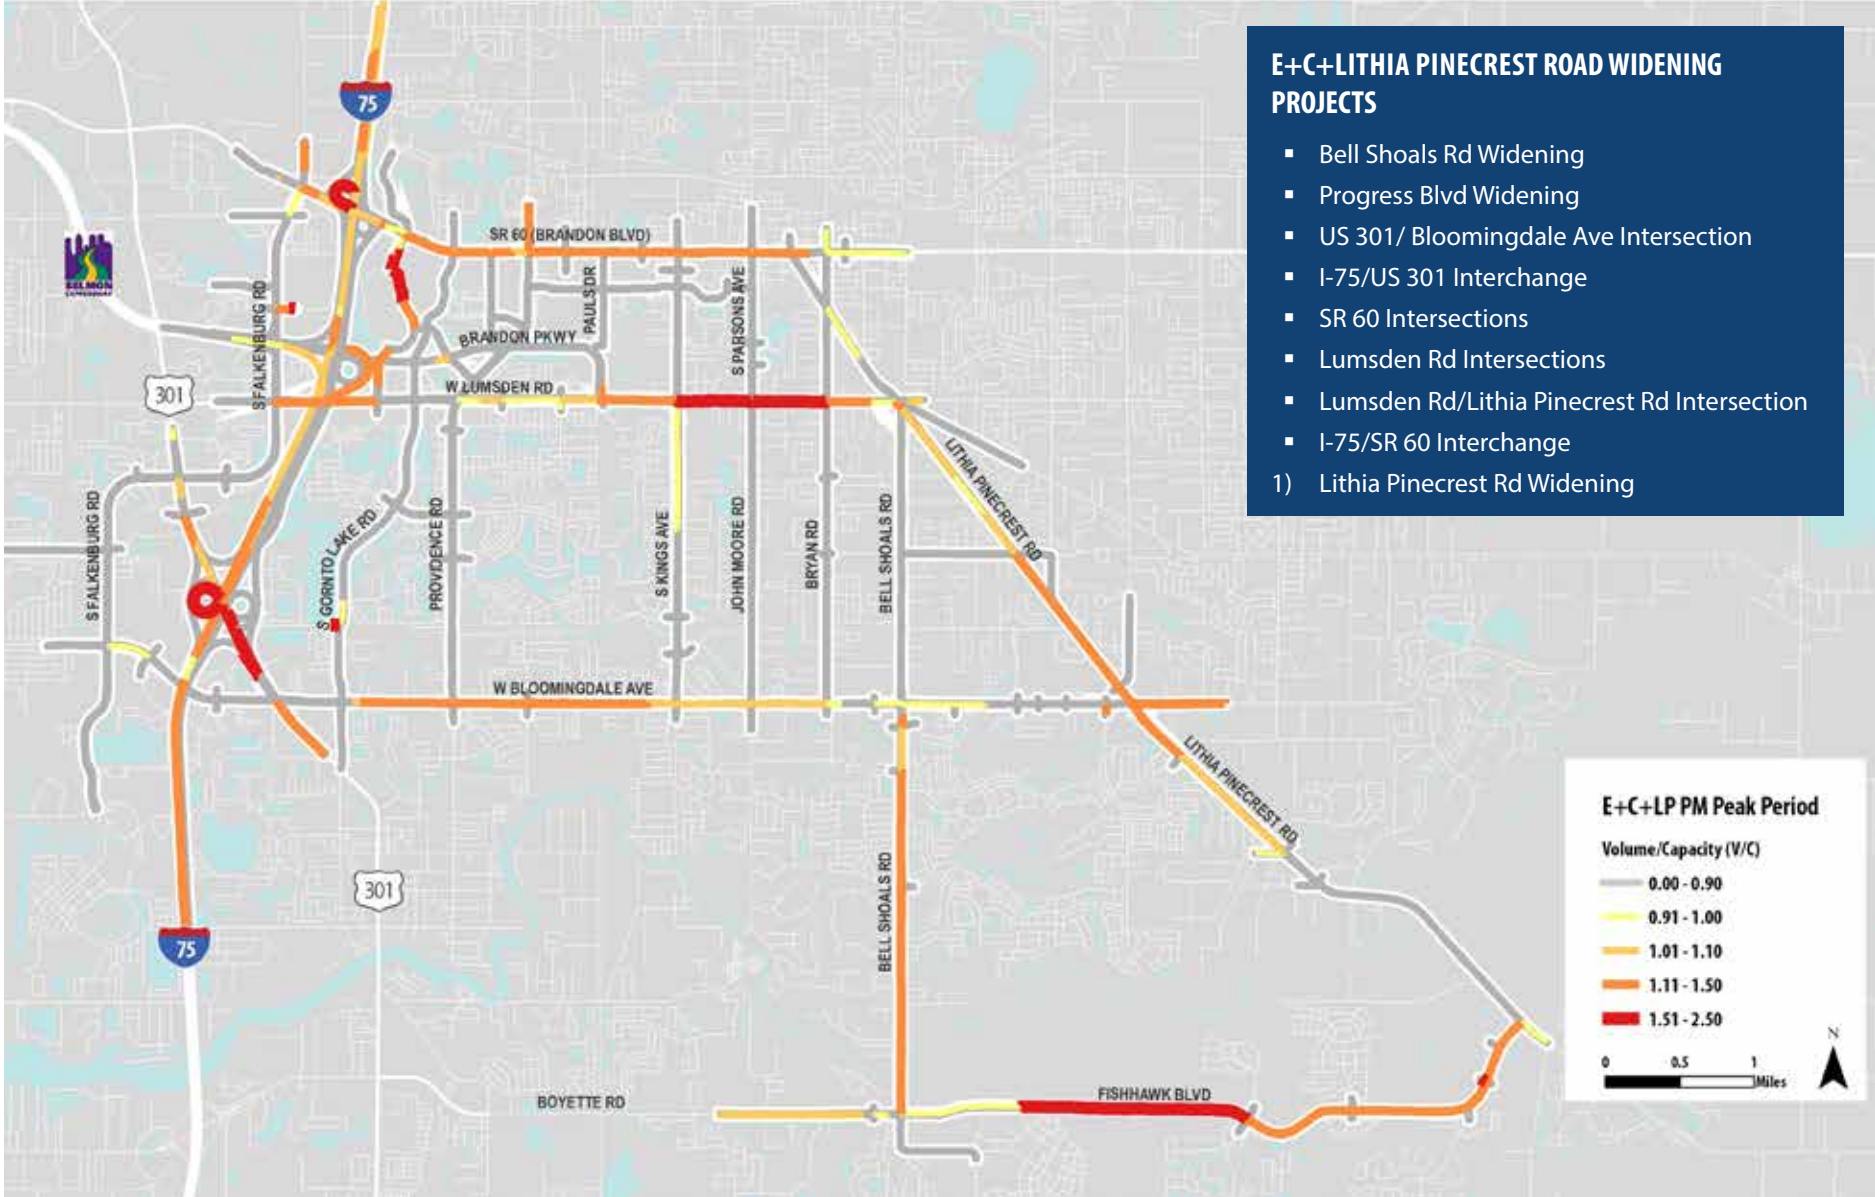 E+C+LITHIA PINECREST ROAD WIDENING
PROJECTS
▪ Bell Shoals Rd Widening
▪ Progress Blvd Widening
▪ US 301/ Bloomingdale Ave Intersection
▪ I-75/US 301 Interchange
▪ SR 60 Intersections
▪ Lumsden Rd Intersections
▪ Lumsden Rd/Lithia Pinecrest Rd Intersection
▪ I-75/SR 60 Interchange
1) Lithia Pinecrest Rd Widening
75
SR 60 (BRANDON BLVD)
SELMON
S FALKENBURG RD
PAULS DR
S PARSONS AVE
BRANDON PKWY
W LUMSDEN RD
301
LITHIA PINECREST RD
S FALKENBURG RD
S GORNTO LAKE RD
PROVIDENCE RD
S KINGS AVE
JOHN MOORE RD
BRYAN RD
BELL SHOALS RD
W BLOOMINGDALE AVE
LITHIA PINECREST RD
301
BELL SHOALS RD
75
BOYETTE RD
FISHHAWK BLVD
E+C+LP PM Peak Period
Volume/Capacity (V/C)
0.00 - 0.90
0.91 - 1.00
1.01 - 1.10
1.11 - 1.50
1.51 - 2.50
N
0 0.5 1
Miles